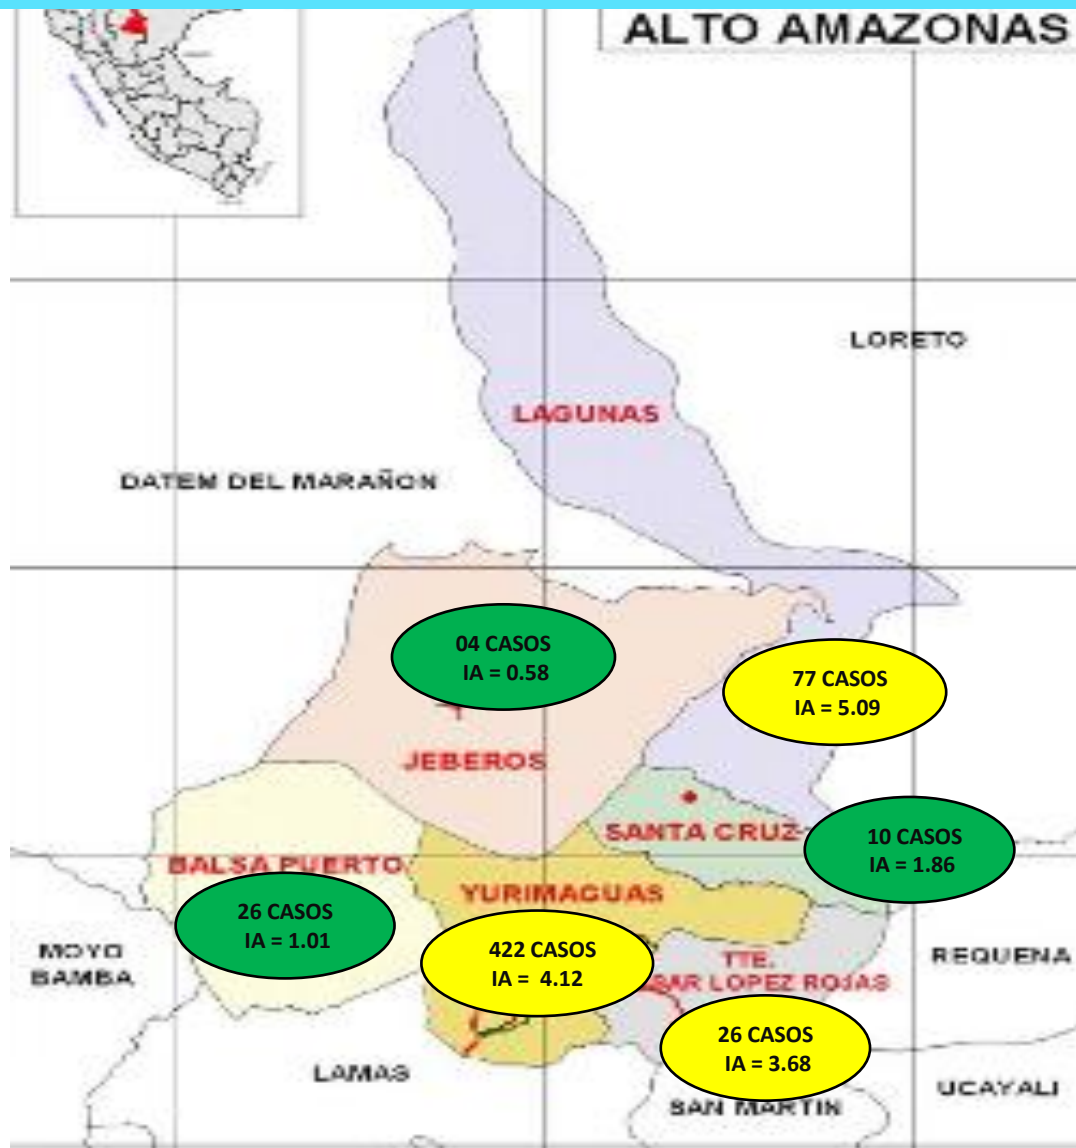 ALTO AMAZONAS
LORETO
LAGUNAS
DATEM DEL MARAÑON
04 CASOS
IA = 0.58
77 CASOS
IA = 5.09
JEBEROS
SANTA CRUZ
10 CASOS
IA = 1.86
BALSA PUERTO
YURIMAGUAS
26 CASOS
IA = 1.01
422 CASOS
IA = 4.12
MOYO
BAMBA
TTE.
SAR LOPEZ ROJAS
REQUENA
26 CASOS
IA = 3.68
LAMAS
UCAYALI
SAN MARTIN